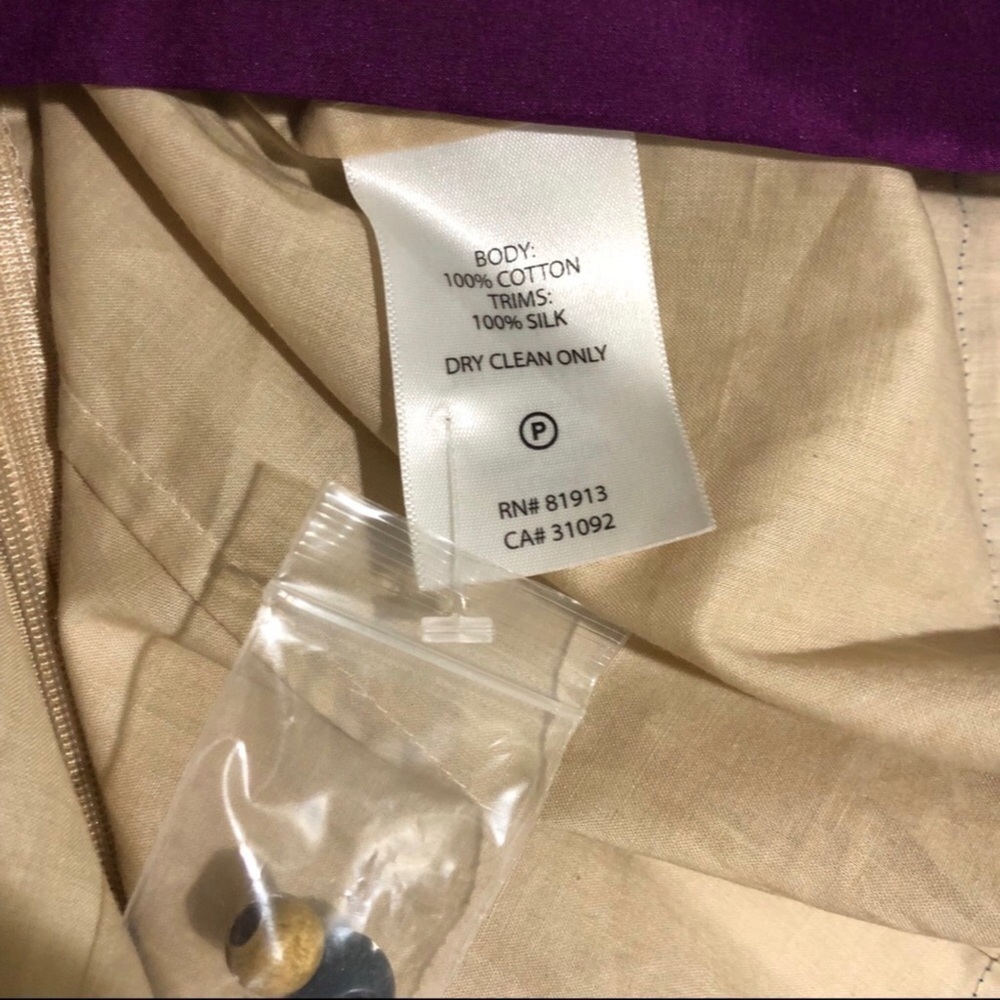 BODY:
100% COTTON
TRIMS:
100% SILK
DRY CLEAN ONLY
P
RN# 81913
CA# 31092